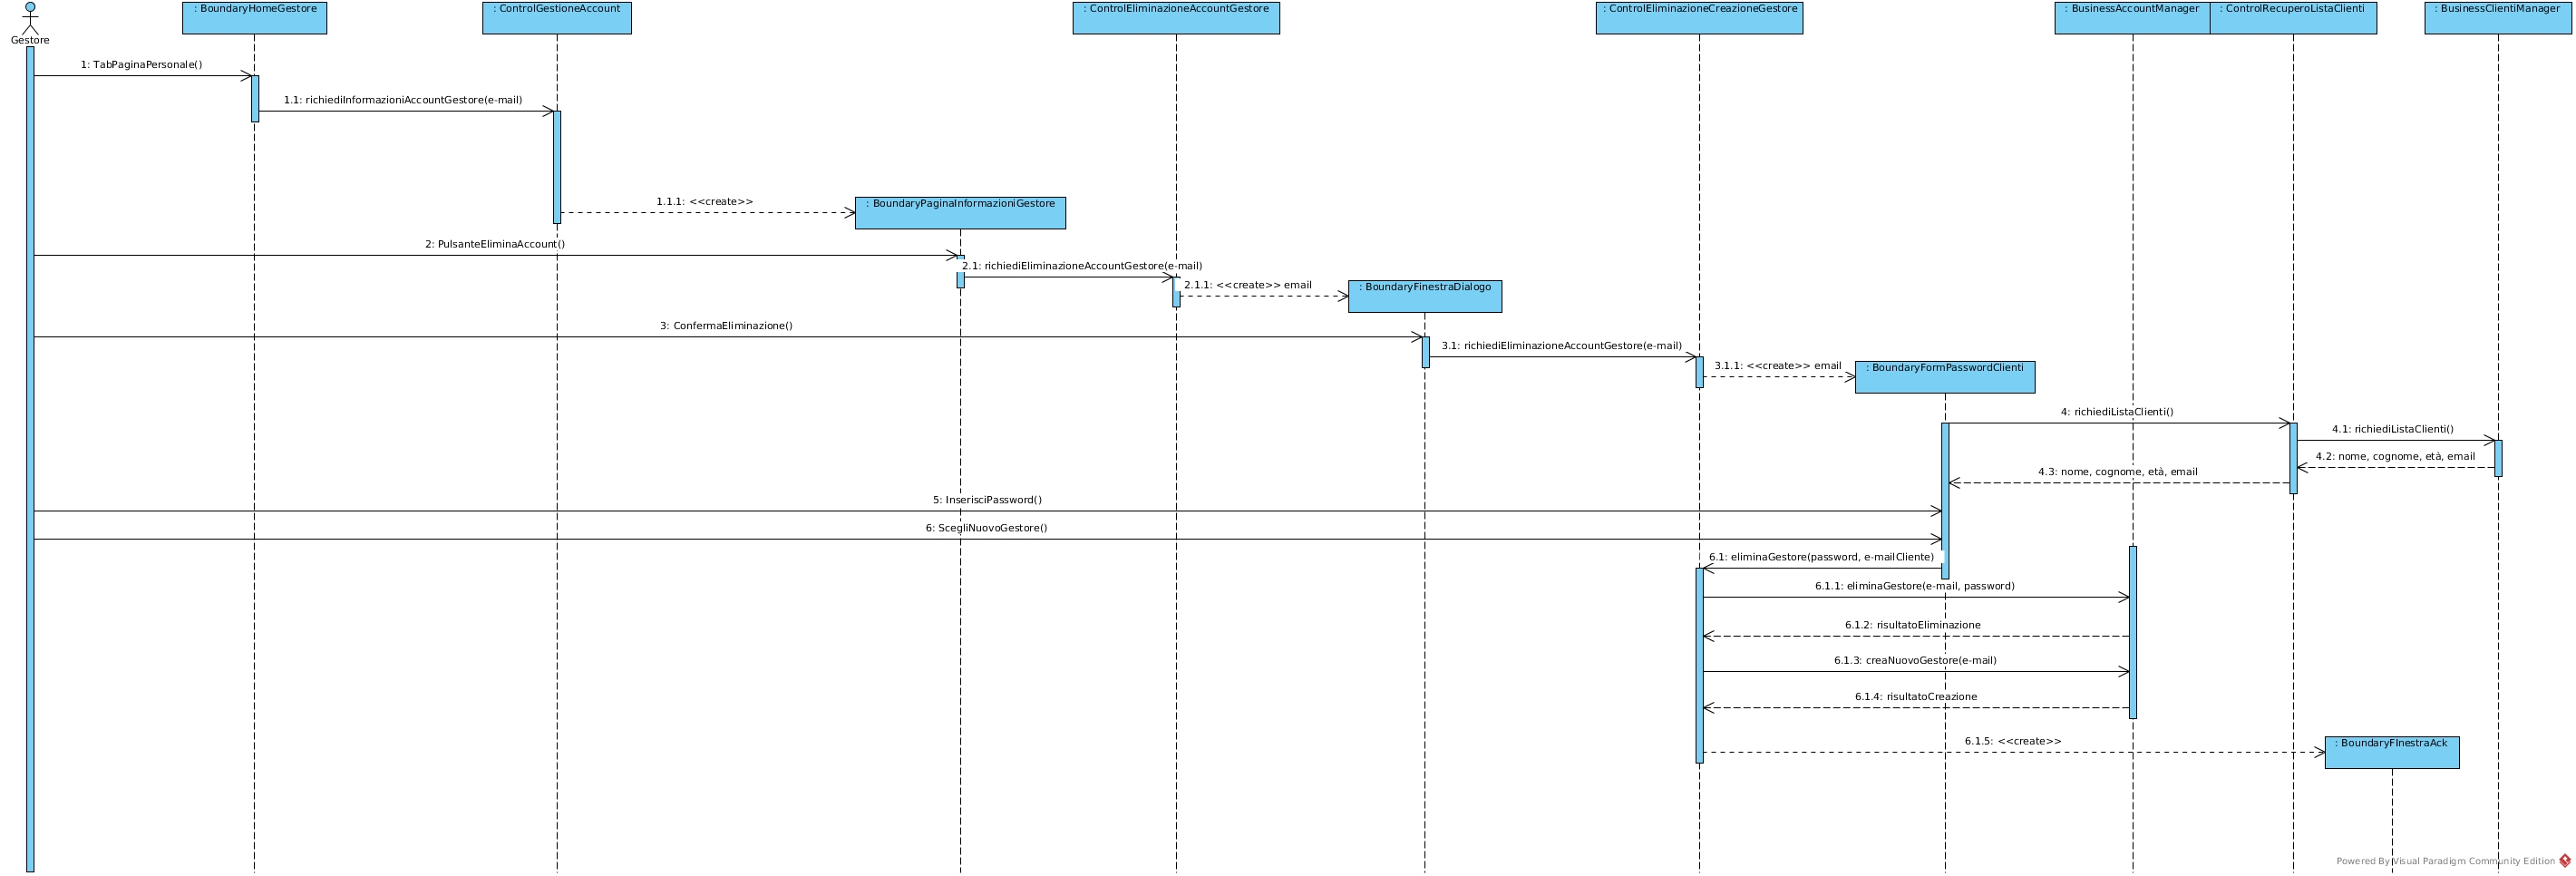 : BoundaryHomeGestore
: ControlGestioneAccount
: ControlEliminazioneAccountGestore
: ControlEliminazioneCreazioneGestore
: BusinessAccountManager
: ControlRecuperoListaClienti
: BusinessClientiManager
Gestore
1: TabPaginaPersonale()
1.1: richiediInformazioniAccountGestore(e-mail)
1.1.1: <<create>>
: BoundaryPaginaInformazioniGestore
2: PulsanteEliminaAccount()
2.1: richiediEliminazioneAccountGestore(e-mail)
2.1.1: <<create>> email
: BoundaryFinestraDialogo
3: ConfermaEliminazione()
3.1: richiediEliminazioneAccountGestore(e-mail)
3.1.1: <<create>> email
: BoundaryFormPasswordClienti
4: richiediListaClienti()
4.1: richiediListaClienti()
4.2: nome, cognome, età, email
4.3: nome, cognome, età, email
5: InserisciPassword()
6: ScegliNuovoGestore()
6.1: eliminaGestore(password, e-mailCliente)
6.1.1: eliminaGestore(e-mail, password)
6.1.2: risultatoEliminazione
6.1.3: creaNuovoGestore(e-mail)
6.1.4: risultatoCreazione
6.1.5: <<create>>
: BoundaryFInestraAck
Powered By Visual Paradigm Community Edition